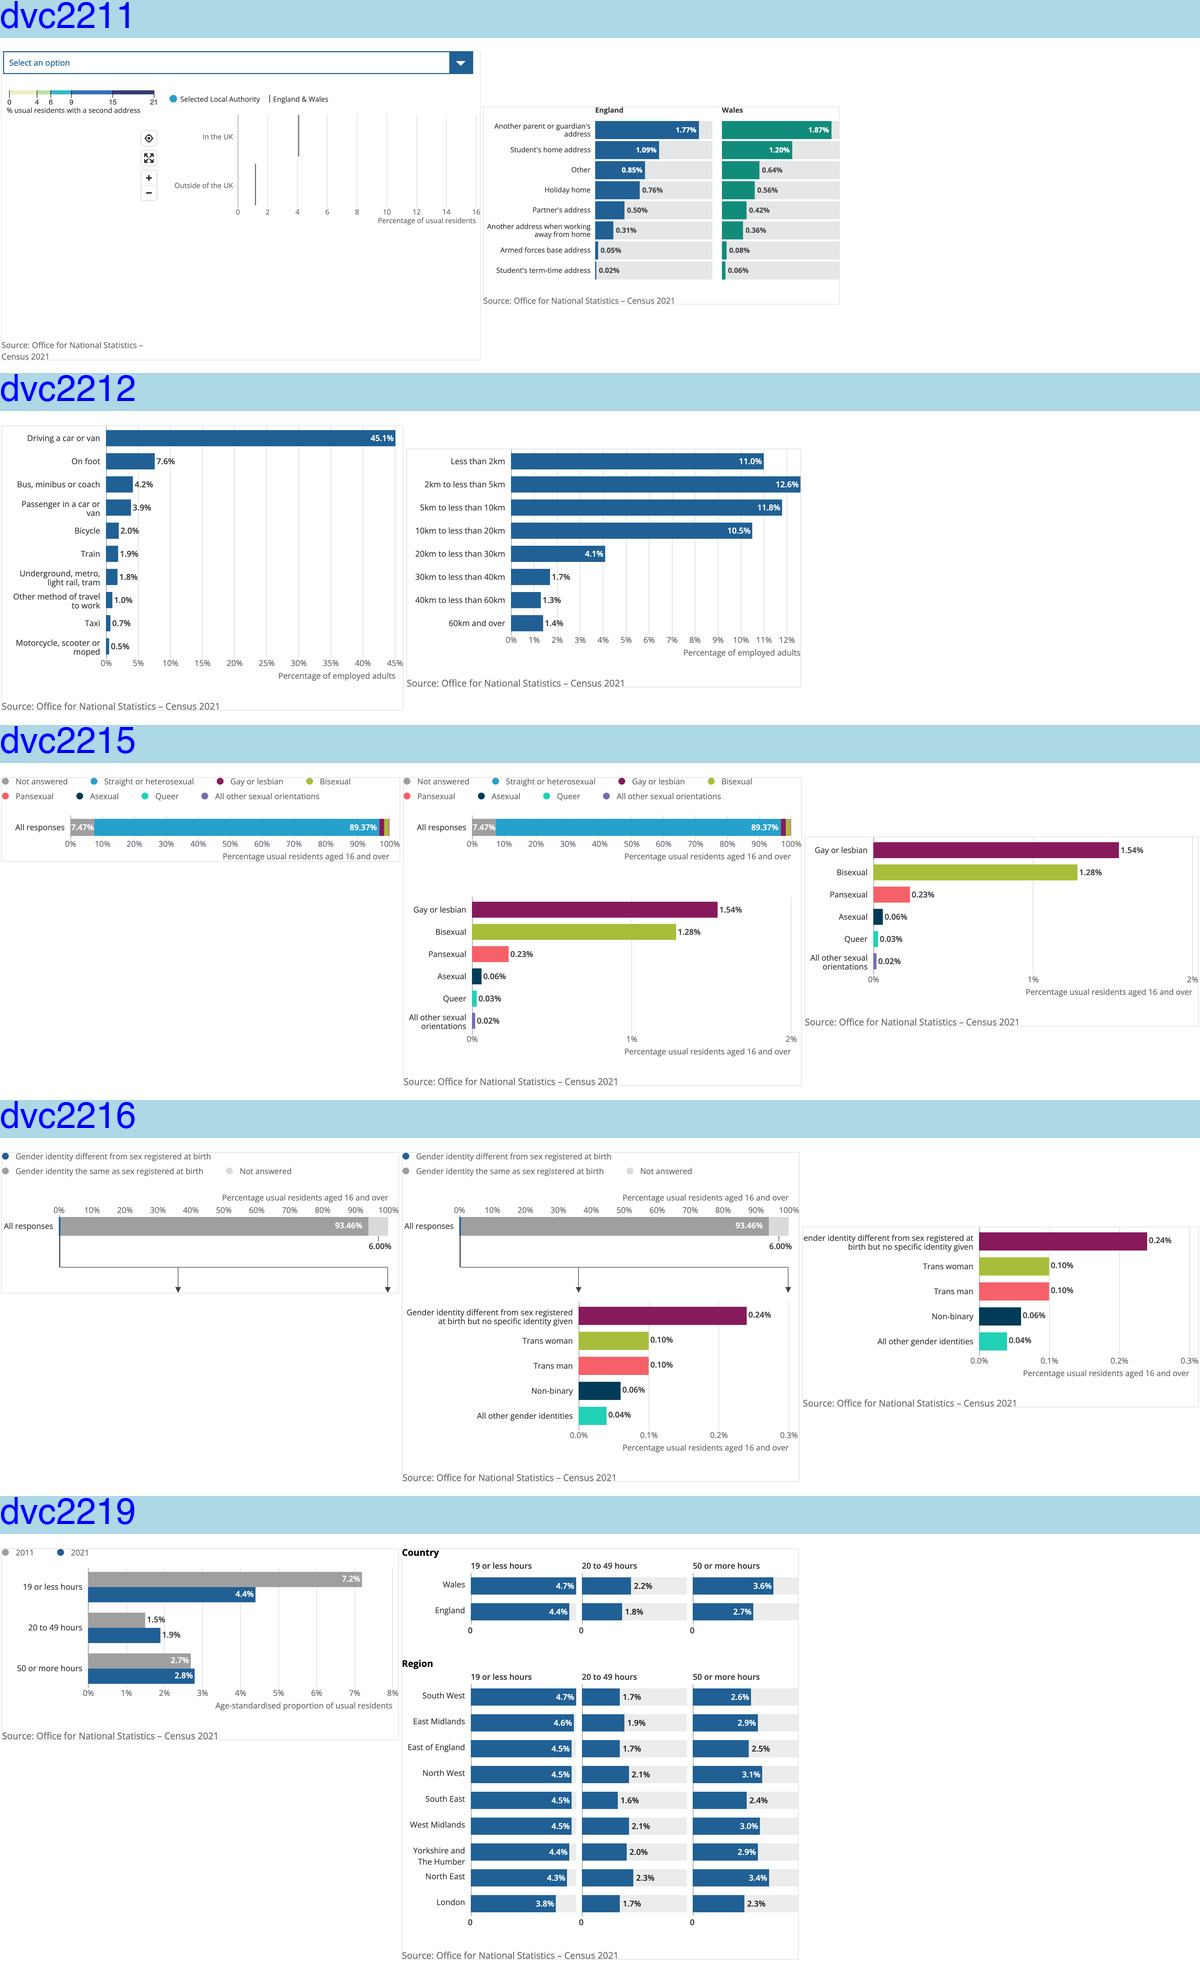 dvc2211
Select an option
0 4 6 9 15 21
% usual residents with a second address
Selected Local Authority England & Wales
In the UK
Outside of the UK
0 2 4 6 8 10 12 14 16
Percentage of usual residents
Source: Office for National Statistics –
Census 2021
England Wales
Another parent or guardian's
address
1.77% 1.87%
Student's home address 1.09% 1.20%
Other 0.85% 0.64%
Holiday home 0.76% 0.56%
Partner's address 0.50% 0.42%
Another address when working
away from home
0.31% 0.36%
Armed forces base address 0.05% 0.08%
Student's term-time address 0.02% 0.06%
Source: Office for National Statistics – Census 2021
dvc2212
Driving a car or van 45.1%
On foot 7.6%
Bus, minibus or coach 4.2%
Passenger in a car or
van
3.9%
Bicycle 2.0%
Train 1.9%
Underground, metro,
light rail, tram
1.8%
Other method of travel
to work
1.0%
Taxi 0.7%
Motorcycle, scooter or
moped
0.5%
0% 5% 10% 15% 20% 25% 30% 35% 40% 45%
Percentage of employed adults
Source: Office for National Statistics – Census 2021
Less than 2km 11.0%
2km to less than 5km 12.6%
5km to less than 10km 11.8%
10km to less than 20km 10.5%
20km to less than 30km 4.1%
30km to less than 40km 1.7%
40km to less than 60km 1.3%
60km and over 1.4%
0% 1% 2% 3% 4% 5% 6% 7% 8% 9% 10% 11% 12%
Percentage of employed adults
Source: Office for National Statistics – Census 2021
dvc2215
Not answered Straight or heterosexual Gay or lesbian Bisexual
Pansexual Asexual Queer All other sexual orientations
All responses 7.47% 89.37%
0% 10% 20% 30% 40% 50% 60% 70% 80% 90% 100%
Percentage usual residents aged 16 and over
Not answered Straight or heterosexual Gay or lesbian Bisexual
Pansexual Asexual Queer All other sexual orientations
All responses 7.47% 89.37%
0% 10% 20% 30% 40% 50% 60% 70% 80% 90% 100%
Percentage usual residents aged 16 and over
Gay or lesbian 1.54%
Bisexual 1.28%
Pansexual 0.23%
Asexual 0.06%
Queer 0.03%
All other sexual
orientations
0.02%
0% 1% 2%
Percentage usual residents aged 16 and over
Source: Office for National Statistics – Census 2021
Gay or lesbian 1.54%
Bisexual 1.28%
Pansexual 0.23%
Asexual 0.06%
Queer 0.03%
All other sexual
orientations
0.02%
0% 1% 2%
Percentage usual residents aged 16 and over
Source: Office for National Statistics – Census 2021
dvc2216
Gender identity different from sex registered at birth
Gender identity the same as sex registered at birth Not answered
Percentage usual residents aged 16 and over
0% 10% 20% 30% 40% 50% 60% 70% 80% 90% 100%
All responses 93.46%
6.00%
Gender identity different from sex registered at birth
Gender identity the same as sex registered at birth Not answered
Percentage usual residents aged 16 and over
0% 10% 20% 30% 40% 50% 60% 70% 80% 90% 100%
All responses 93.46%
6.00%
Gender identity different from sex registered
at birth but no specific identity given
0.24%
Trans woman 0.10%
Trans man 0.10%
Non-binary 0.06%
All other gender identities 0.04%
0.0% 0.1% 0.2% 0.3%
Percentage usual residents aged 16 and over
Source: Office for National Statistics – Census 2021
ender identity different from sex registered at
birth but no specific identity given
0.24%
Trans woman 0.10%
Trans man 0.10%
Non-binary 0.06%
All other gender identities 0.04%
0.0% 0.1% 0.2% 0.3%
Percentage usual residents aged 16 and over
Source: Office for National Statistics – Census 2021
dvc2219
2011 2021
19 or less hours 7.2%
4.4%
20 to 49 hours 1.5%
1.9%
50 or more hours 2.7%
2.8%
0% 1% 2% 3% 4% 5% 6% 7% 8%
Age-standardised proportion of usual residents
Source: Office for National Statistics – Census 2021
Country
19 or less hours 20 to 49 hours 50 or more hours
Wales 4.7% 2.2% 3.6%
England 4.4% 1.8% 2.7%
0 0 0
Region
19 or less hours 20 to 49 hours 50 or more hours
South West 4.7% 1.7% 2.6%
East Midlands 4.6% 1.9% 2.9%
East of England 4.5% 1.7% 2.5%
North West 4.5% 2.1% 3.1%
South East 4.5% 1.6% 2.4%
West Midlands 4.5% 2.1% 3.0%
Yorkshire and
The Humber
4.4% 2.0% 2.9%
North East 4.3% 2.3% 3.4%
London 3.8% 1.7% 2.3%
0 0 0
Source: Office for National Statistics – Census 2021